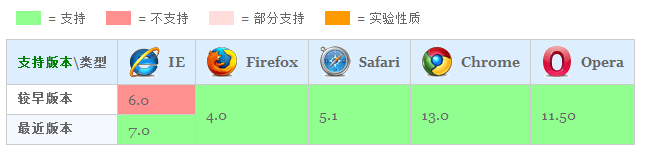 = 支持 = 不支持 = 部分支持 = 实验性质
支持版本\类型 IE Firefox Safari Chrome Opera
较早版本 6.0
4.0 5.1 13.0 11.50
最近版本 7.0